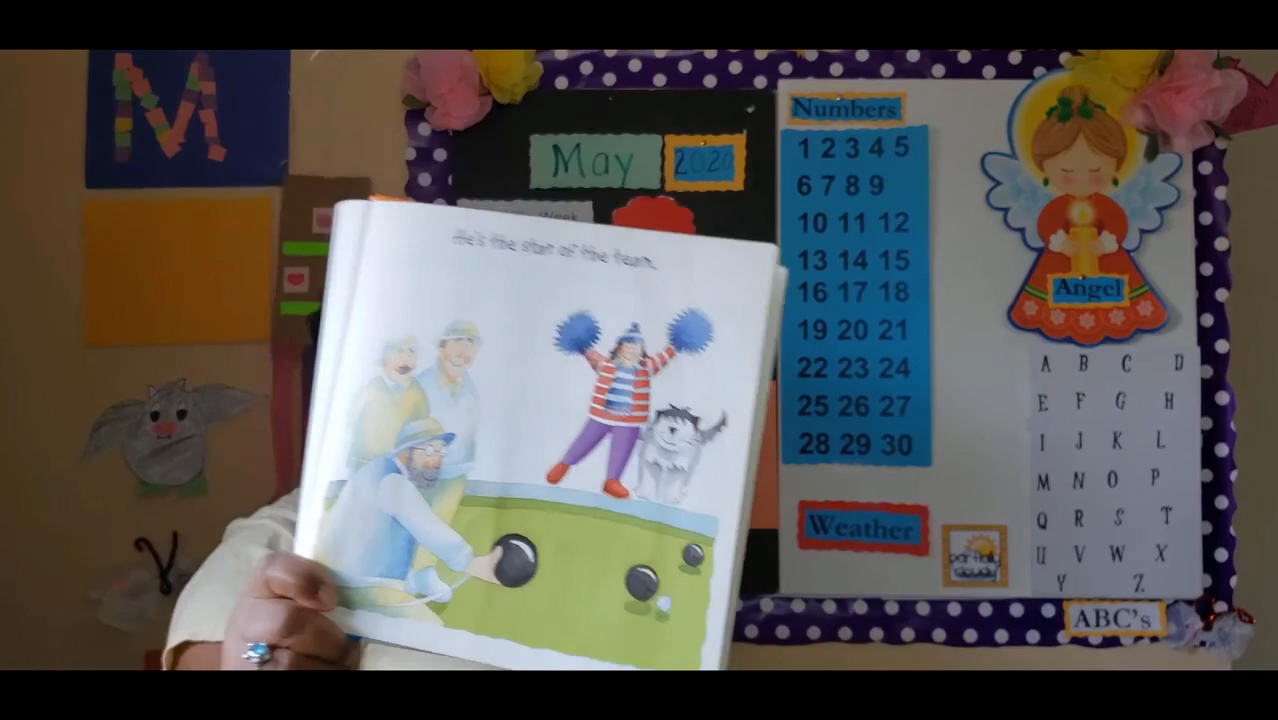 M
May
2020
Week
He's the star of the team.
Numbers
1 2 3 4 5
6 7 8 9
10 11 12
13 14 15
16 17 18
19 20 21
22 23 24
25 26 27
28 29 30
Weather
partially
cloudy
Angel
A B C D
E F G H
I J K L
M N O P
Q R S T
U V W X
Y Z
ABC's